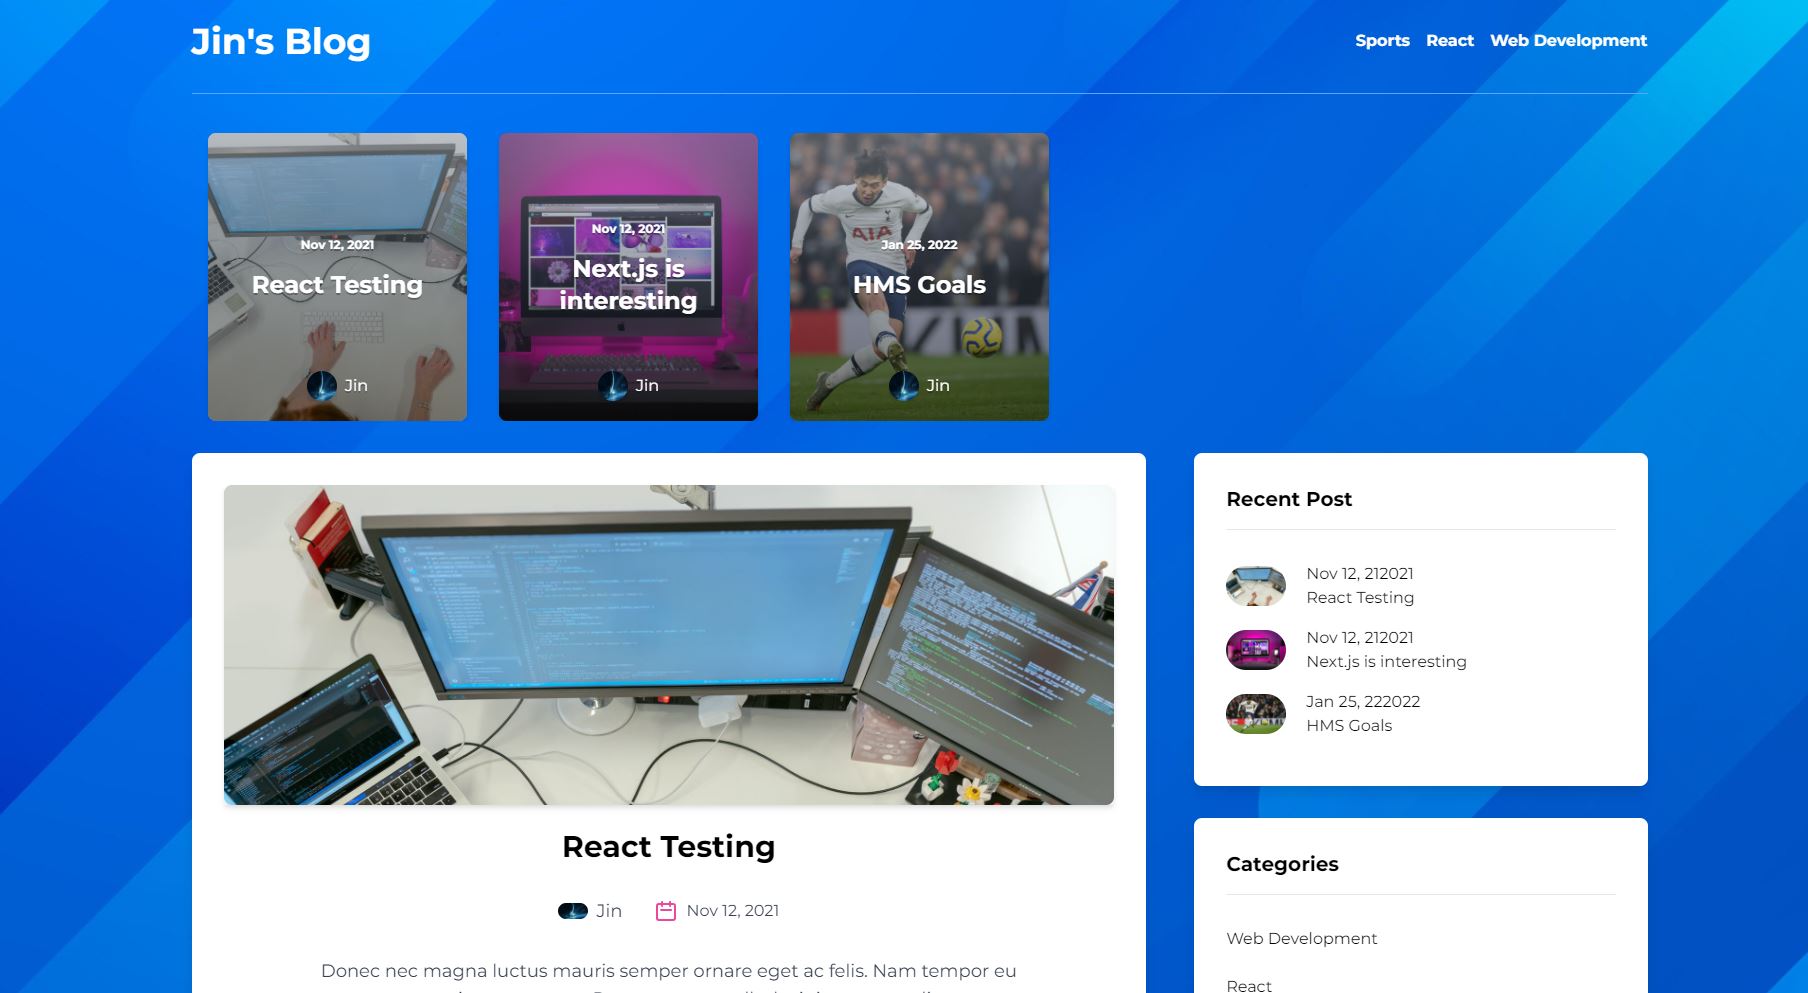 Jin's Blog
Sports React Web Development
Nov 12, 2021
React Testing
Jin
Nov 12, 2021
Next.js is
interesting
Jin
AIA
Jan 25, 2022
HMS Goals
Jin
React Testing
Jin
Nov 12, 2021
Donec nec magna luctus mauris semper ornare eget ac felis. Nam tempor eu
Recent Post
Nov 12, 212021
React Testing
Nov 12, 212021
Next.js is interesting
Jan 25, 222022
HMS Goals
Categories
Web Development
React